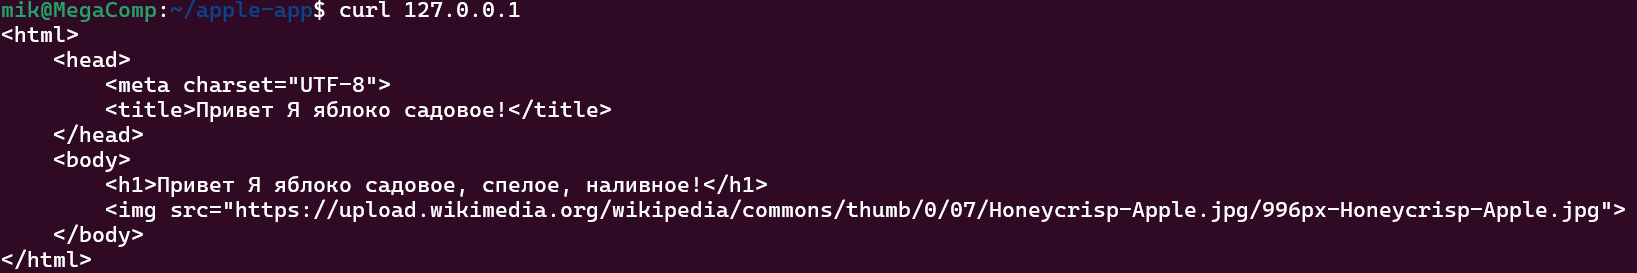 mik@MegaComp:~/apple-app$ curl 127.0.0.1
<html>
    <head>
        <meta charset="UTF-8">
        <title>Привет Я яблоко садовое!</title>
    </head>
    <body>
        <h1>Привет Я яблоко садовое, спелое, наливное!</h1>
        <img src="https://upload.wikimedia.org/wikipedia/commons/thumb/0/07/Honeycrisp-Apple.jpg/996px-Honeycrisp-Apple.jpg">
    </body>
</html>